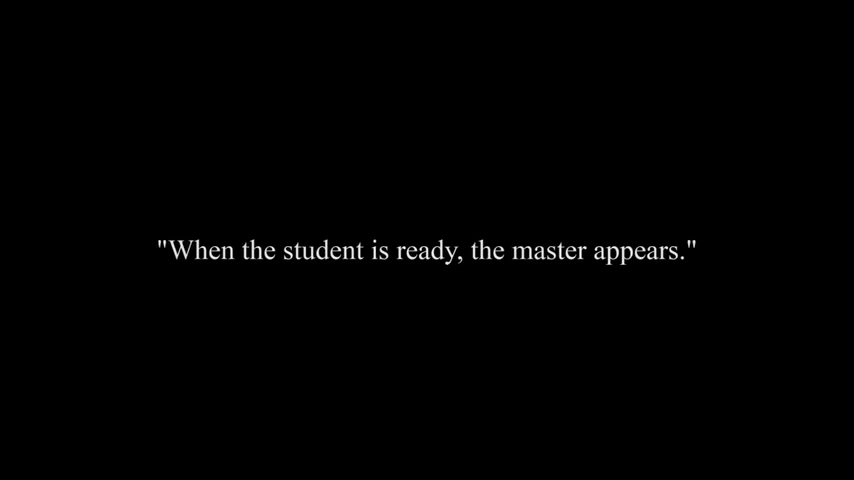 "When the student is ready, the master appears."